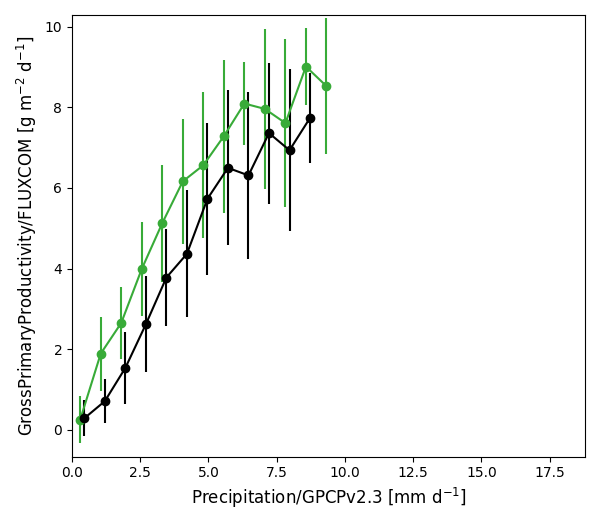 GrossPrimaryProductivity/FLUXCOM [g m⁻² d⁻¹]
10
8
6
4
2
0
0.0 2.5 5.0 7.5 10.0 12.5 15.0 17.5
Precipitation/GPCPv2.3 [mm d⁻¹]